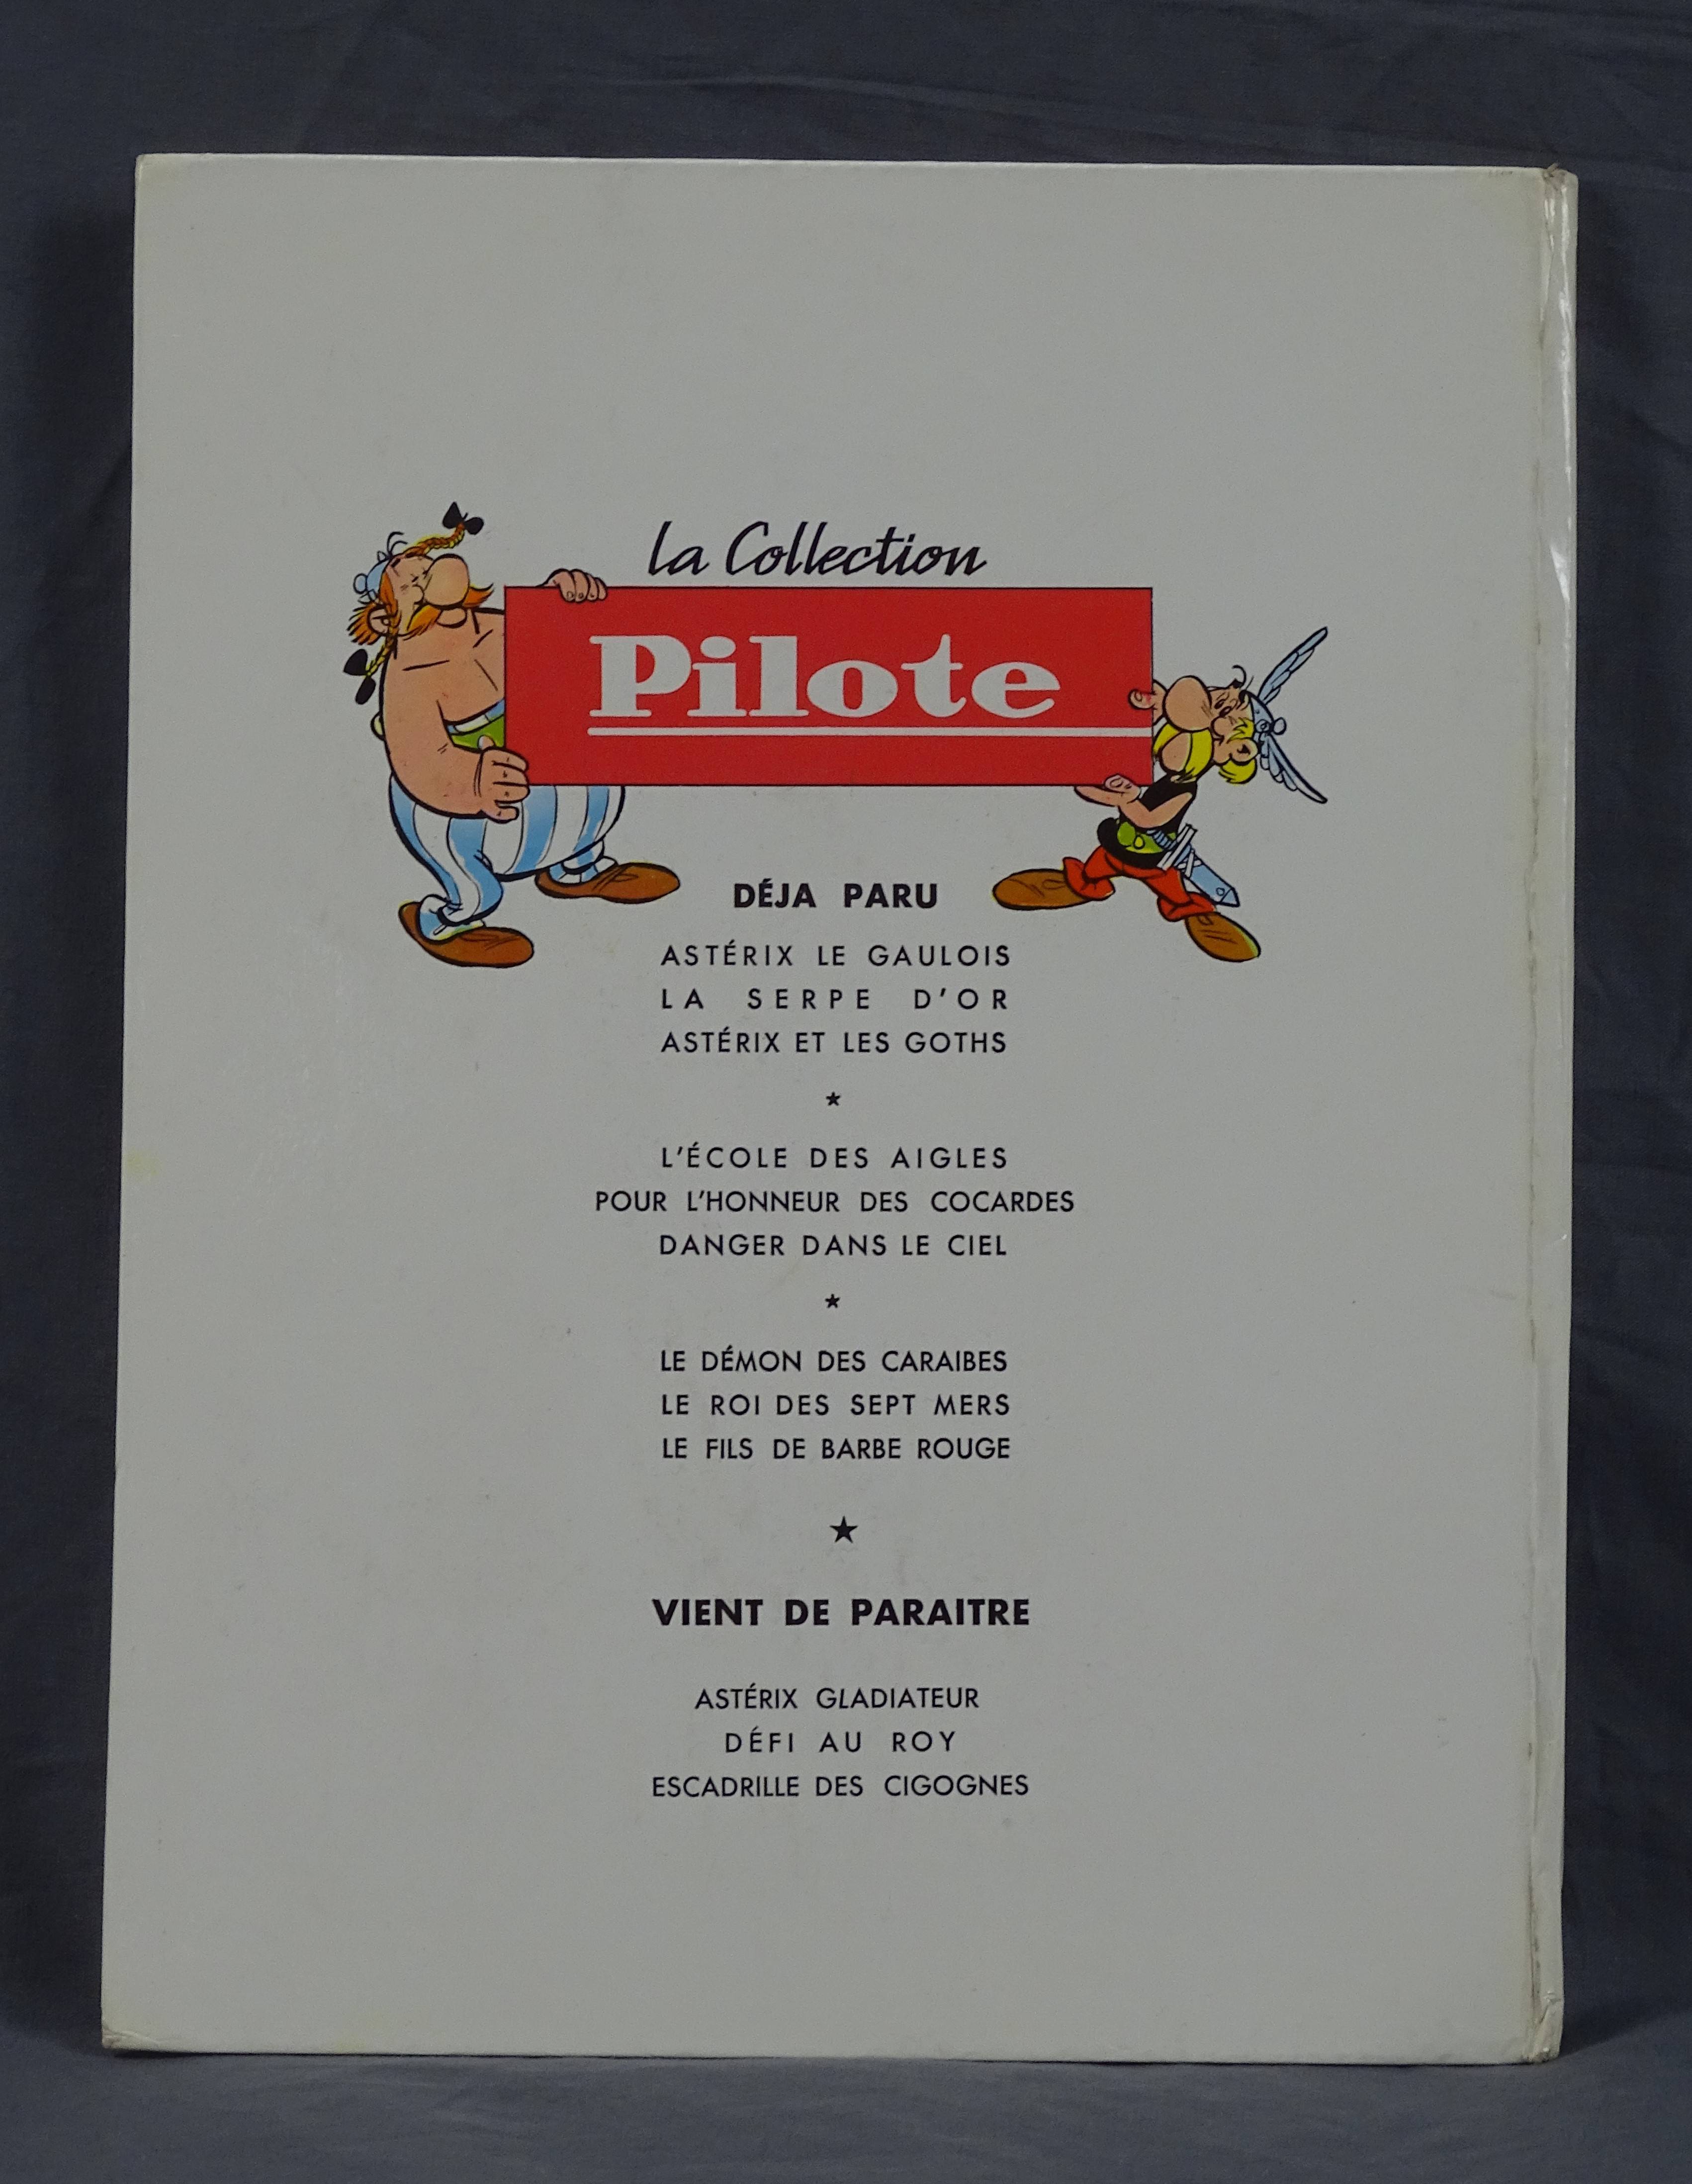 la Collection
Pilote
DÉJA PARU
ASTÉRIX LE GAULOIS
LA SERPE D'OR
ASTÉRIX ET LES GOTHS
★
L'ÉCOLE DES AIGLES
POUR L'HONNEUR DES COCARDES
DANGER DANS LE CIEL
★
LE DÉMON DES CARAIBES
LE ROI DES SEPT MERS
LE FILS DE BARBE ROUGE
★
VIENT DE PARAITRE
ASTÉRIX GLADIATEUR
DÉFI AU ROY
ESCADRILLE DES CIGOGNES